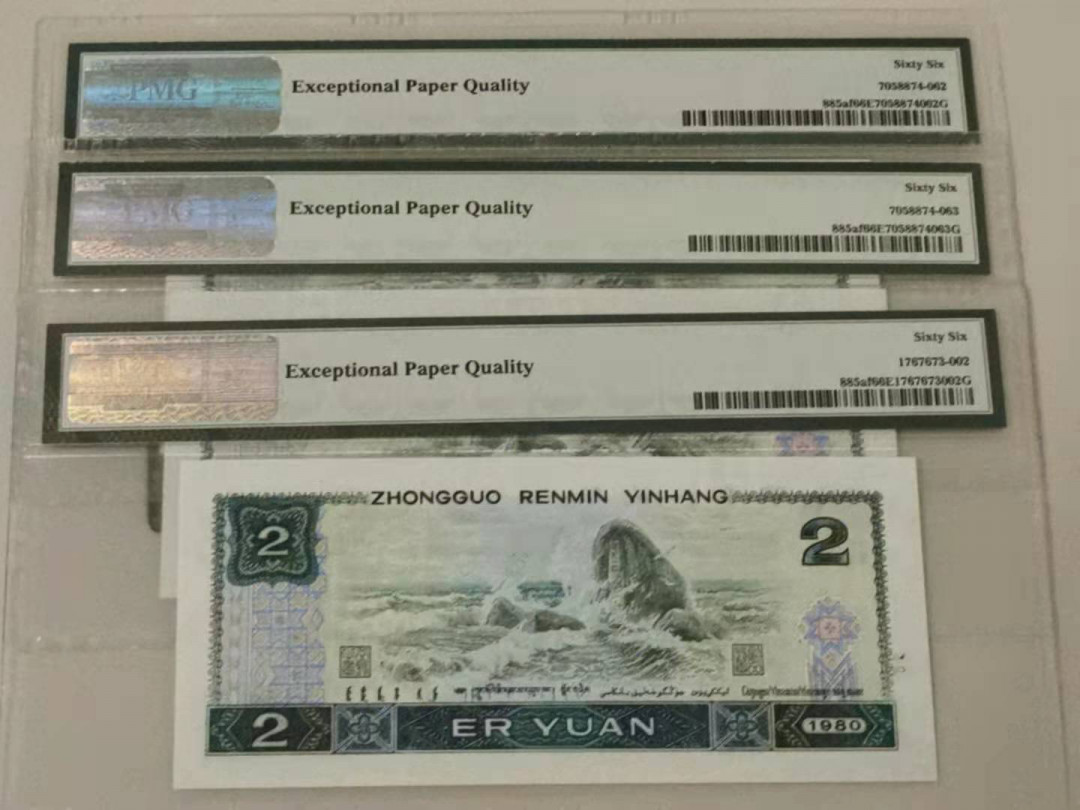 PMG
Exceptional Paper Quality
Sixty Six
7058874-062
885af66E7058874062G
Exceptional Paper Quality
Sixty Six
7058874-063
885af66E7058874063G
Exceptional Paper Quality
Sixty Six
1767673-002
885af66E1767673002G
ZHONGGUO RENMIN YINHANG
2
2
2
ER YUAN
1980